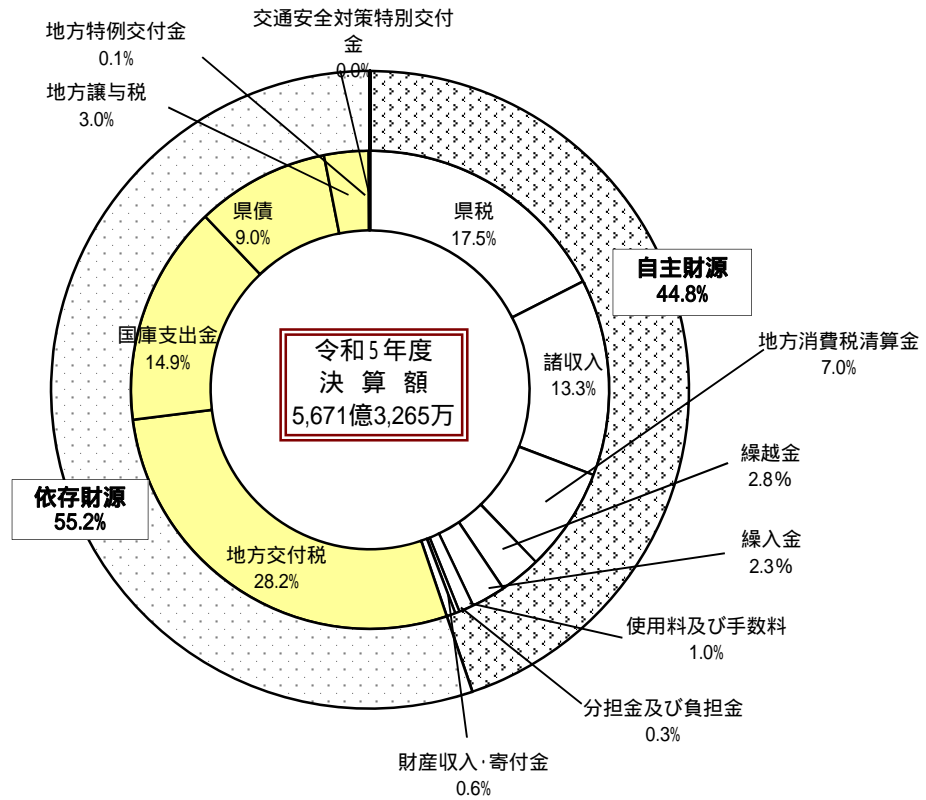 交通安全対策特別交付
金
0.0%
地方特例交付金
0.1%
地方譲与税
3.0%
県債
9.0%
県税
17.5%
自主財源
44.8%
地方消費税清算金
7.0%
国庫支出金
14.9%
令和5年度
決 算 額
5,671億3,265万
諸収入
13.3%
繰越金
2.8%
依存財源
55.2%
繰入金
2.3%
地方交付税
28.2%
使用料及び手数料
1.0%
分担金及び負担金
0.3%
財産収入・寄付金
0.6%